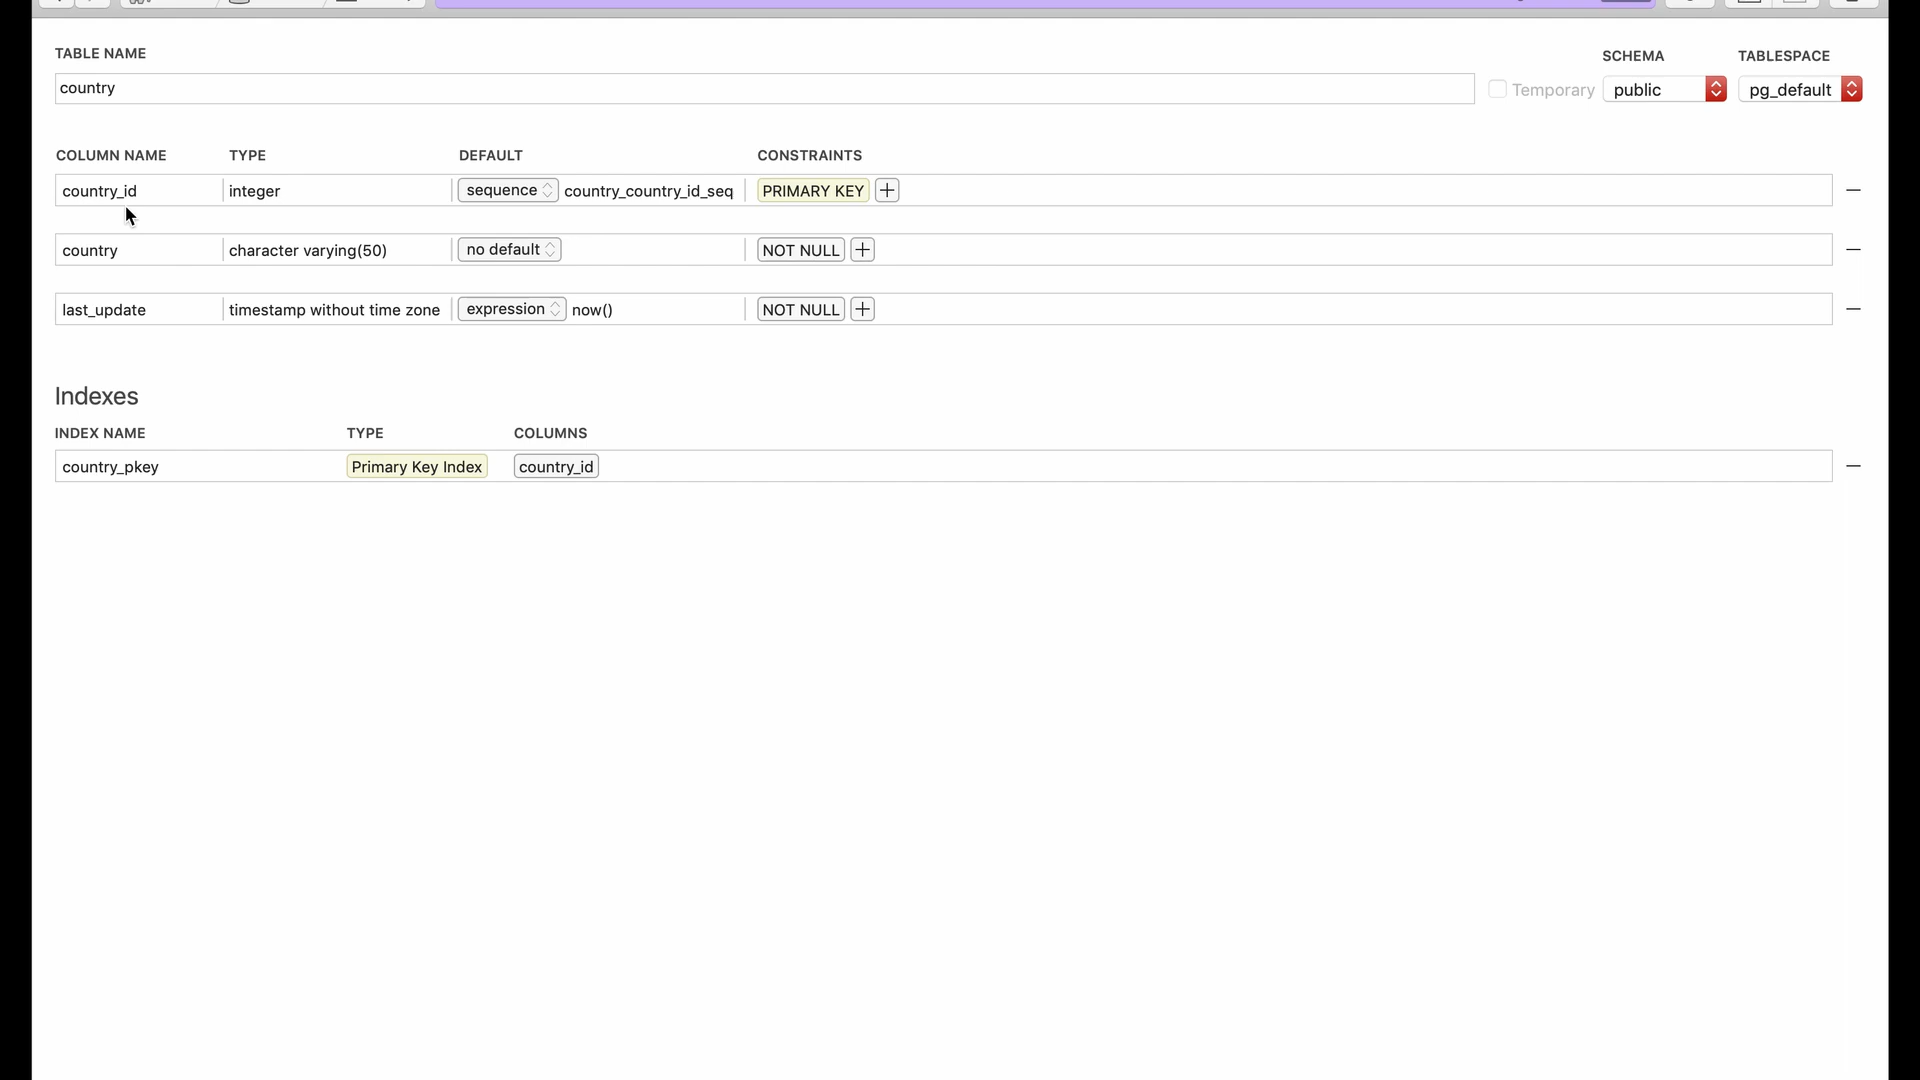 TABLE NAME
SCHEMA TABLESPACE
country Temporary public pg_default
COLUMN NAME TYPE DEFAULT CONSTRAINTS
country_id integer sequence country_country_id_seq PRIMARY KEY
country character varying(50) no default NOT NULL
last_update timestamp without time zone expression now() NOT NULL
Indexes
INDEX NAME TYPE COLUMNS
country_pkey Primary Key Index country_id